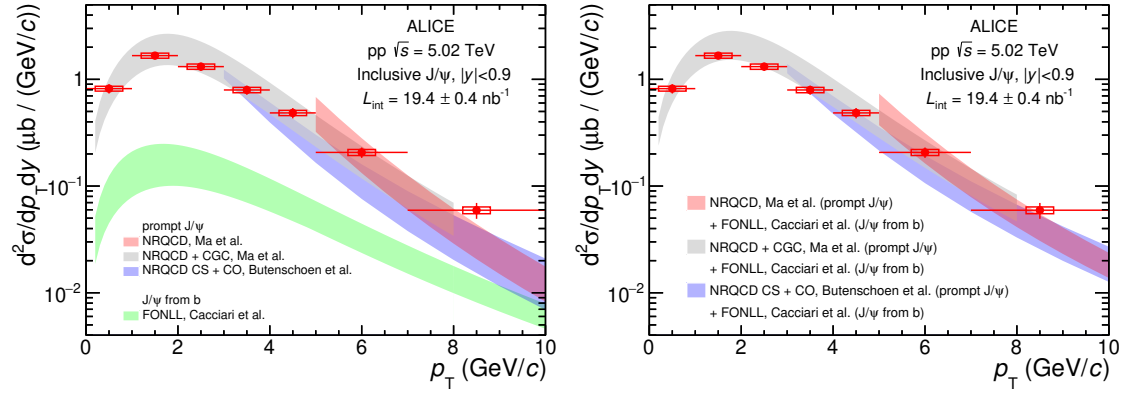 ALICE
pp √s = 5.02 TeV
Inclusive J/ψ, |y|<0.9
L_int = 19.4 ± 0.4 nb⁻¹
d²σ/dp_Tdy (μb / (GeV/c))
1
10⁻¹
10⁻²
prompt J/ψ
NRQCD, Ma et al.
NRQCD + CGC, Ma et al.
NRQCD CS + CO, Butenschoen et al.
J/ψ from b
FONLL, Cacciari et al.
0 2 4 6 8 10
p_T (GeV/c)
ALICE
pp √s = 5.02 TeV
Inclusive J/ψ, |y|<0.9
L_int = 19.4 ± 0.4 nb⁻¹
d²σ/dp_Tdy (μb / (GeV/c))
1
10⁻¹
10⁻²
NRQCD, Ma et al. (prompt J/ψ)
+ FONLL, Cacciari et al. (J/ψ from b)
NRQCD + CGC, Ma et al. (prompt J/ψ)
+ FONLL, Cacciari et al. (J/ψ from b)
NRQCD CS + CO, Butenschoen et al. (prompt J/ψ)
+ FONLL, Cacciari et al. (J/ψ from b)
0 2 4 6 8 10
p_T (GeV/c)